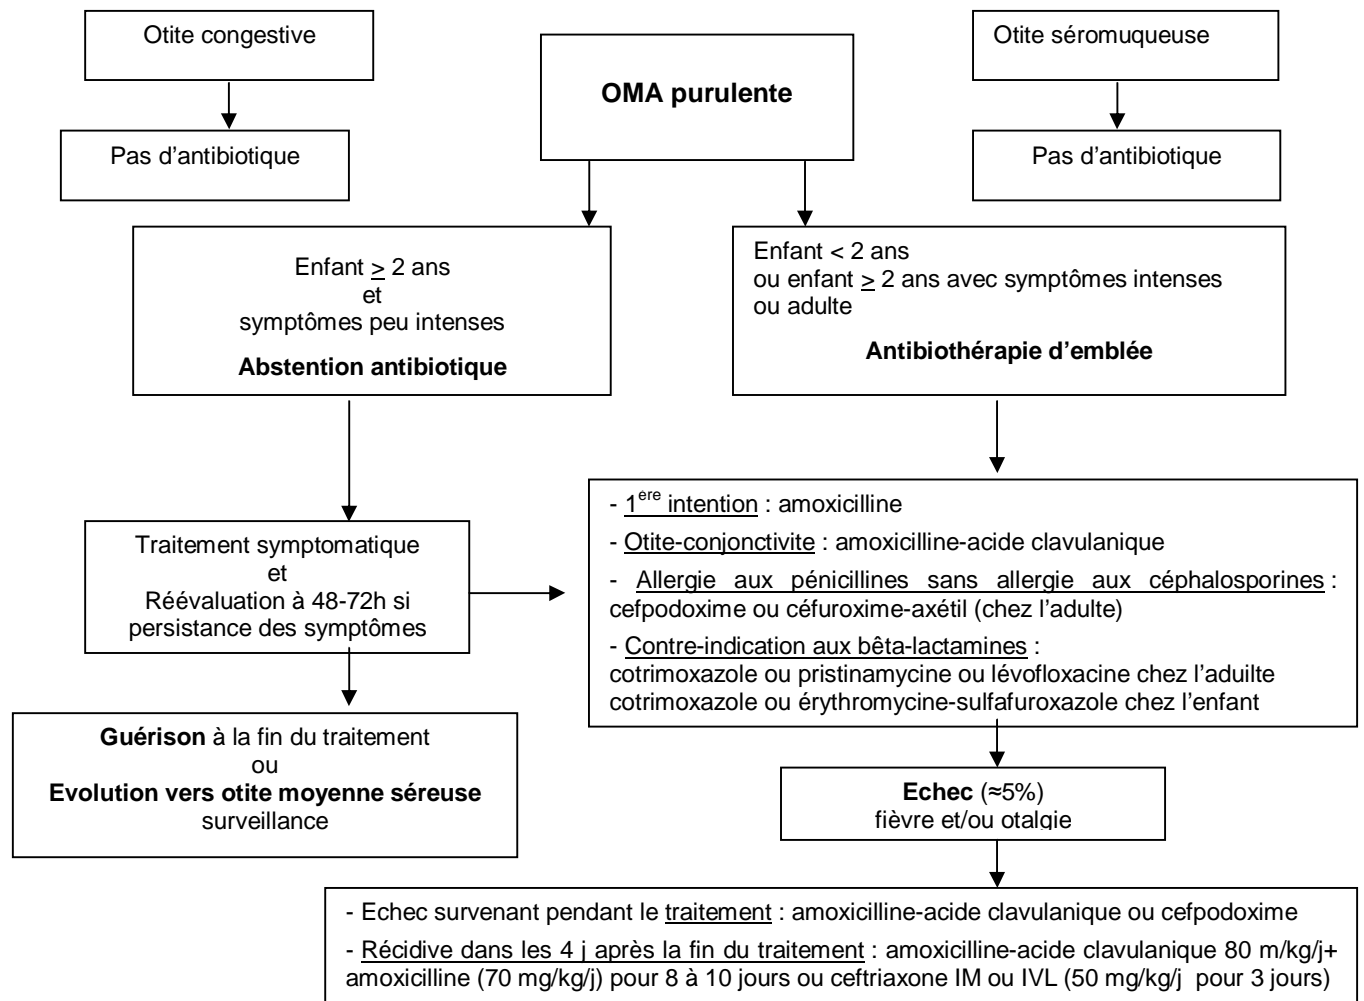 Otite congestive
Pas d'antibiotique
OMA purulente
Otite séromuqueuse
Pas d'antibiotique
Enfant ≥ 2 ans
et
symptômes peu intenses
Abstention antibiotique
Enfant < 2 ans
ou enfant ≥ 2 ans avec symptômes intenses
ou adulte
Antibiothérapie d'emblée
Traitement symptomatique
et
Réévaluation à 48-72h si
persistance des symptômes
- 1ère intention : amoxicilline
- Otite-conjonctivite : amoxicilline-acide clavulanique
- Allergie aux pénicillines sans allergie aux céphalosporines :
cefpodoxime ou céfuroxime-axétil (chez l'adulte)
- Contre-indication aux bêta-lactamines :
cotrimoxazole ou pristinamycine ou lévofloxacine chez l'aduilte
cotrimoxazole ou érythromycine-sulfafuroxazole chez l'enfant
Guérison à la fin du traitement
ou
Evolution vers otite moyenne séreuse
surveillance
Echec (≈5%)
fièvre et/ou otalgie
- Echec survenant pendant le traitement : amoxicilline-acide clavulanique ou cefpodoxime
- Récidive dans les 4 j après la fin du traitement : amoxicilline-acide clavulanique 80 m/kg/j+
amoxicilline (70 mg/kg/j) pour 8 à 10 jours ou ceftriaxone IM ou IVL (50 mg/kg/j pour 3 jours)